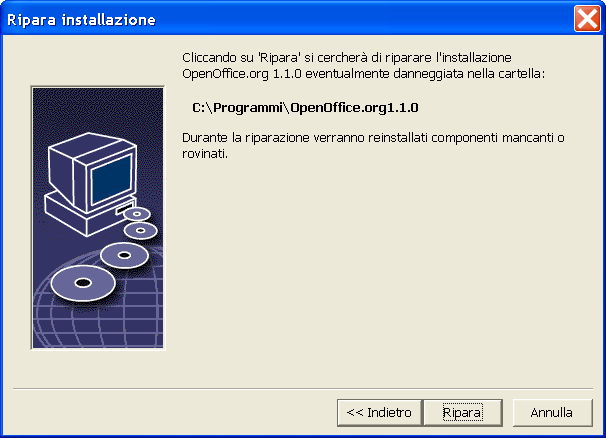 Ripara installazione
Cliccando su 'Ripara' si cercherà di riparare l'installazione
OpenOffice.org 1.1.0 eventualmente danneggiata nella cartella:
C:\Programmi\OpenOffice.org1.1.0
Durante la riparazione verranno reinstallati componenti mancanti o
rovinati.
<< Indietro
Ripara
Annulla